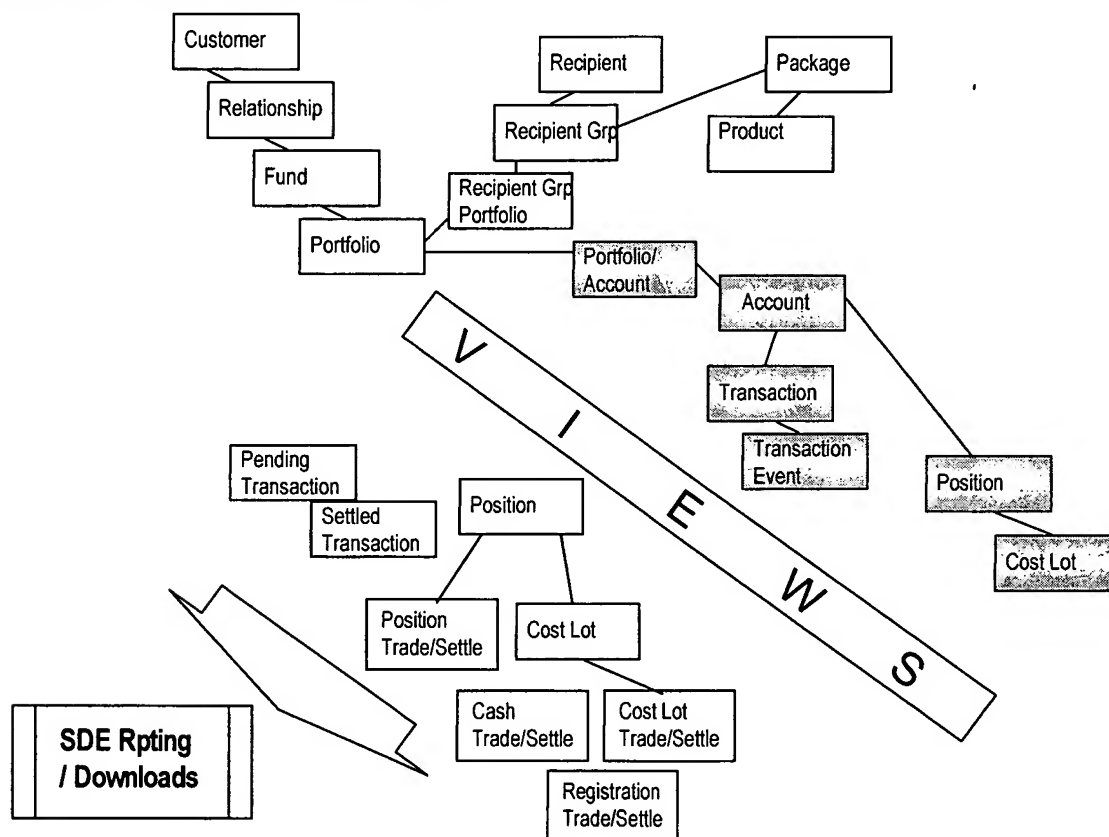 Customer
Relationship
Fund
Portfolio
Recipient
Recipient Grp
Recipient Grp
Portfolio
Package
Product
Portfolio/
Account
Account
Transaction
Transaction
Event
Position
Cost Lot
V I E W S
Pending
Transaction
Settled
Transaction
Position
Position
Trade/Settle
Cost Lot
Cash
Trade/Settle
Cost Lot
Trade/Settle
Registration
Trade/Settle
SDE Rpting
/ Downloads